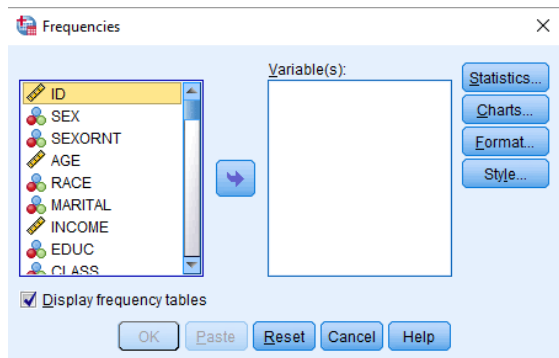 Frequencies
Variable(s):
ID
SEX
SEXORNT
AGE
RACE
MARITAL
INCOME
EDUC
CLASS
Statistics...
Charts...
Format...
Style...
Display frequency tables
OK Paste Reset Cancel Help